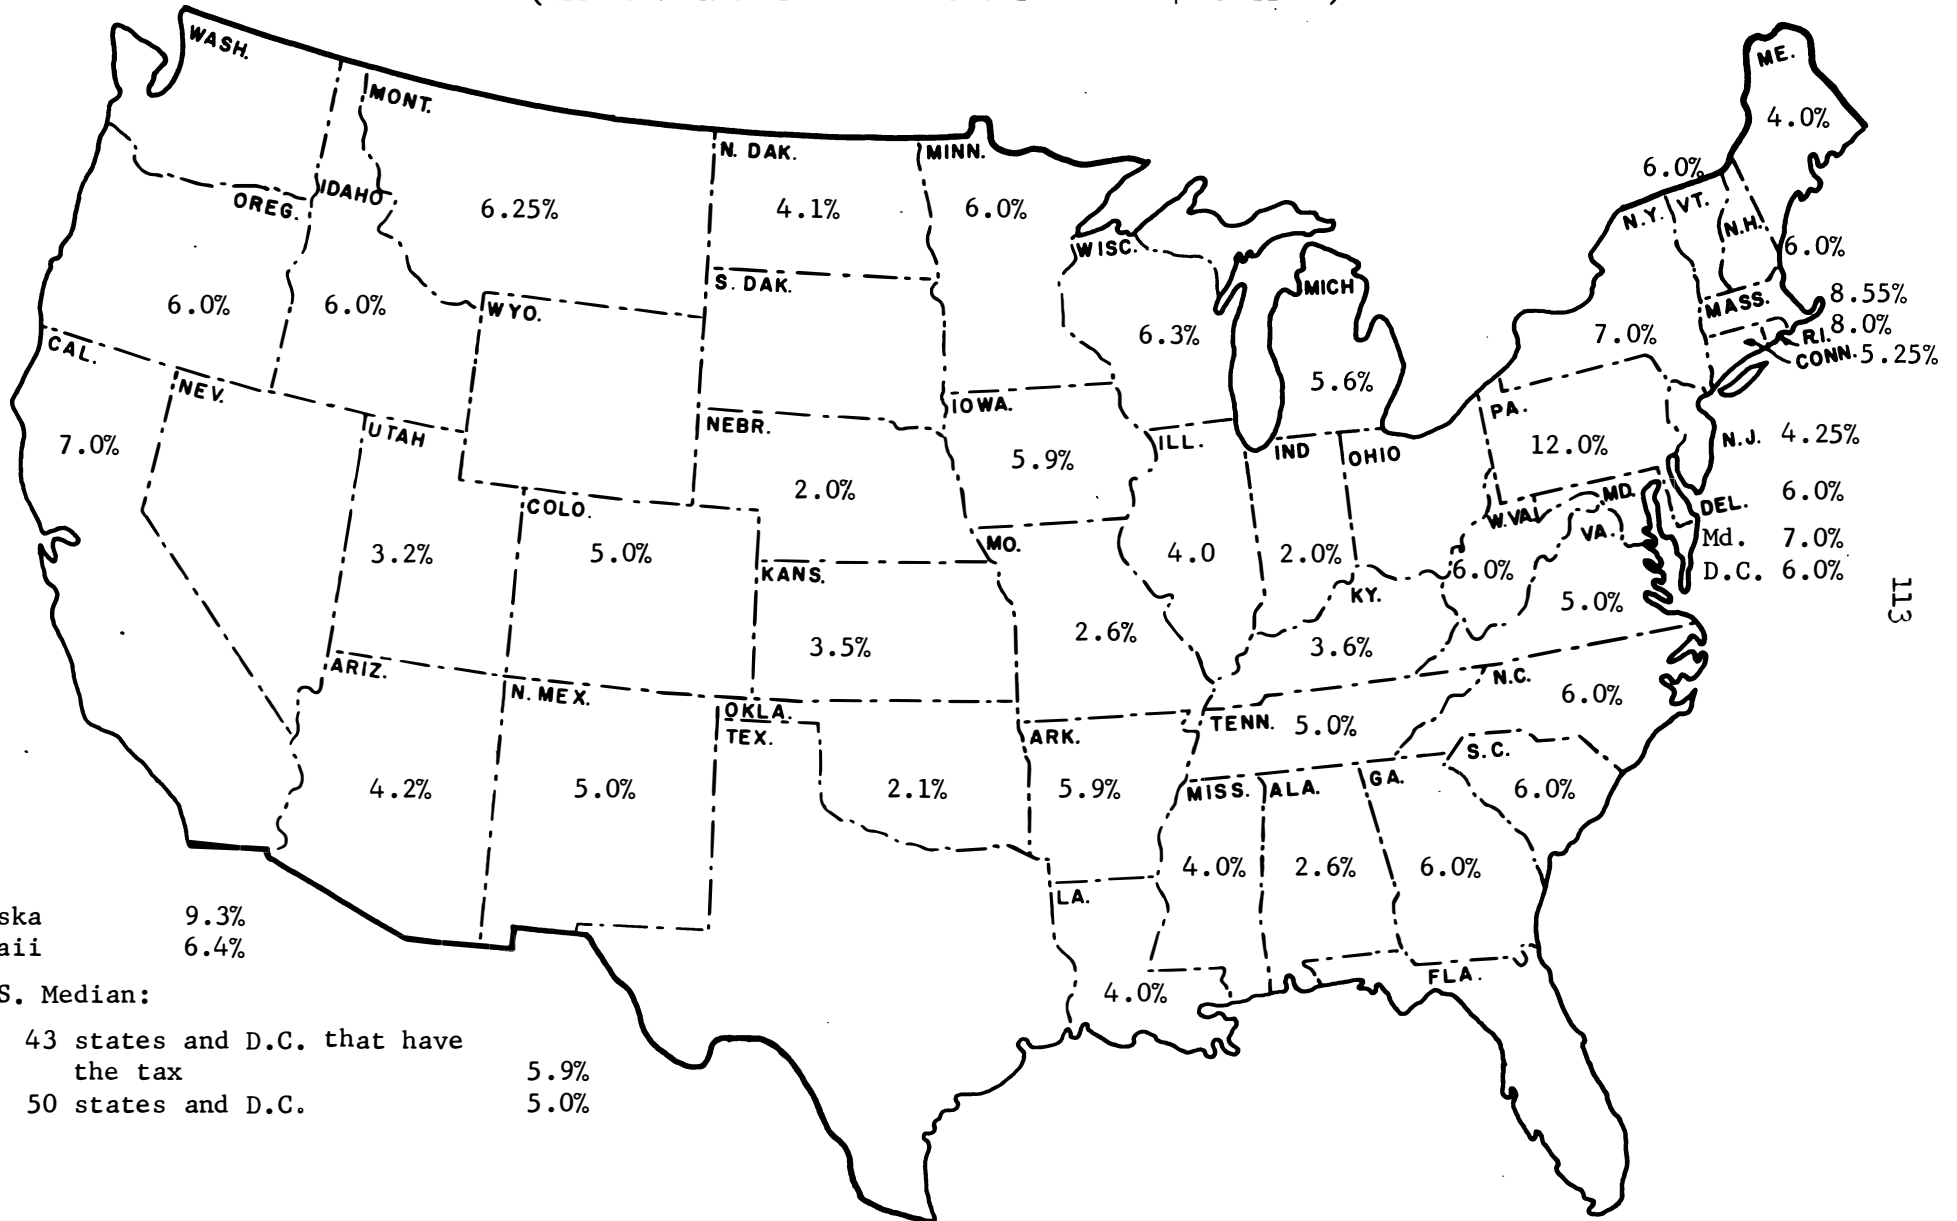 WASH.
MONT.
ME.
4.0%
N. DAK.
MINN.
6.0%
IDAHO
OREG.
6.25%
4.1%
6.0%
N.Y.
VT.
N.H.
WISC.
6.0%
S. DAK.
MICH
6.0%
6.0%
WYO.
MASS.
8.55%
6.3%
7.0%
R.I.
8.0%
CAL.
CONN.
5.25%
NEV.
5.6%
IOWA.
PA.
UTAH
NEBR.
ILL.
IND
OHIO
7.0%
5.9%
12.0%
N.J. 4.25%
2.0%
MD.
DEL. 6.0%
COLO.
W.VA.
VA.
Md. 7.0%
MO.
3.2%
5.0%
4.0
2.0%
6.0%
D.C. 6.0%
KANS.
KY.
5.0%
113
2.6%
3.5%
3.6%
ARIZ.
N. MEX.
N.C.
6.0%
OKLA.
TENN. 5.0%
TEX.
ARK.
S.C.
4.2%
5.0%
2.1%
5.9%
MISS.
ALA.
GA.
6.0%
4.0%
2.6%
6.0%
LA.
ska 9.3%
aii 6.4%
FLA.
4.0%
S. Median:
43 states and D.C. that have
the tax 5.9%
50 states and D.C. 5.0%